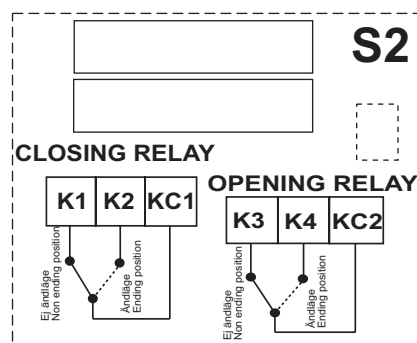 S2
CLOSING RELAY
K1 K2 KC1
Ej ändläge
Non ending position
Ändläge
Ending position
OPENING RELAY
K3 K4 KC2
Ej ändläge
Non ending position
Ändläge
Ending position